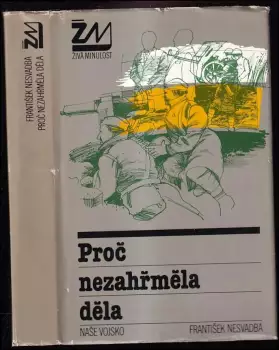 ŽM
FRANTIŠEK NESVADBA
PROČ NEZAHŘMĚLA DĚLA
ŽM
ŽIVÁ MINULOST
Proč
nezahřměla
děla
NAŠE VOJSKO FRANTIŠEK NESVADBA